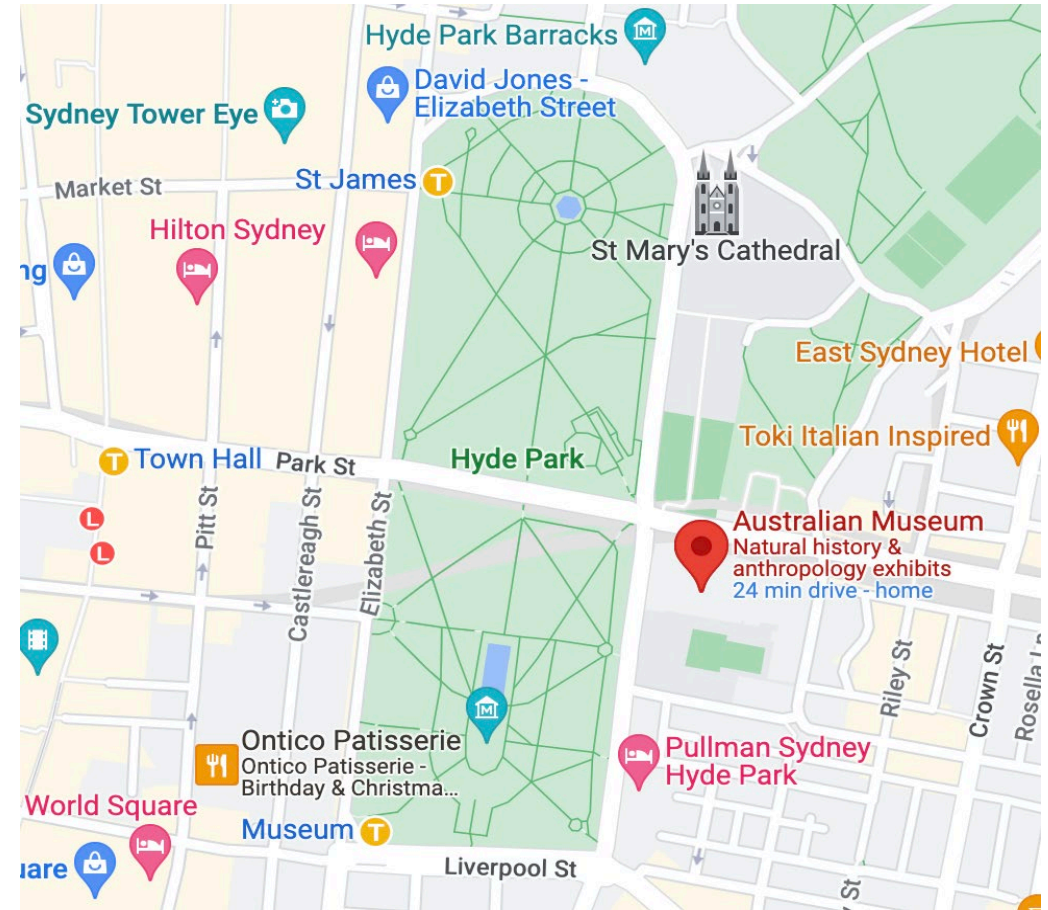 Hyde Park Barracks
David Jones -
Elizabeth Street
Sydney Tower Eye
St James
T
Market St
Hilton Sydney
St Mary's Cathedral
ng
East Sydney Hotel
Toki Italian Inspired
T
Town Hall
Park St
Hyde Park
L
L
Pitt St
Castlereagh St
Elizabeth St
Australian Museum
Natural history &
anthropology exhibits
24 min drive - home
Riley St
Crown St
Rosella Ln
Ontico Patisserie
Ontico Patisserie -
Birthday & Christma...
Pullman Sydney
Hyde Park
World Square
Museum
T
uare
Liverpool St
St